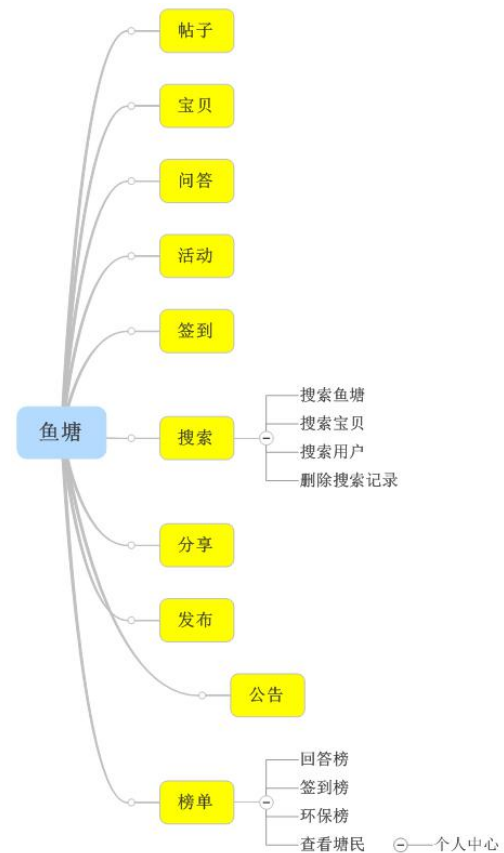 帖子
宝贝
问答
活动
签到
鱼塘
搜索
搜索鱼塘
搜索宝贝
搜索用户
删除搜索记录
分享
发布
公告
榜单
回答榜
签到榜
环保榜
查看塘民
个人中心